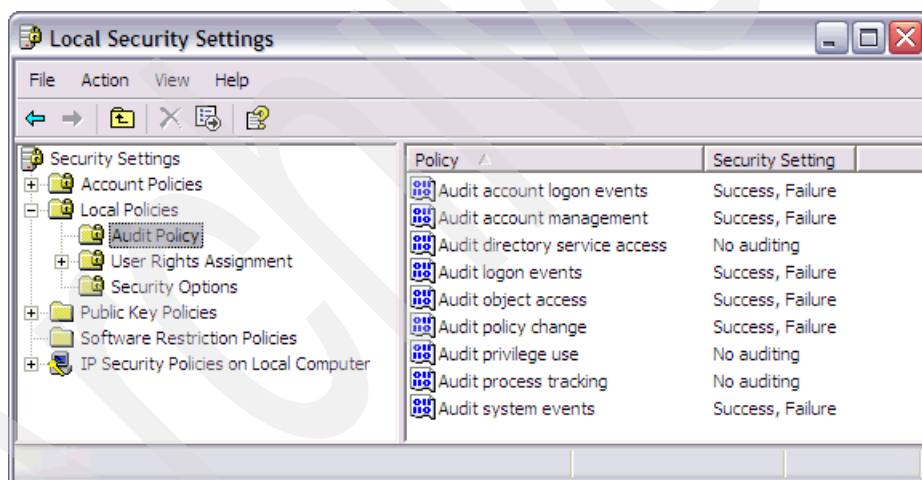 Local Security Settings
File Action View Help
Security Settings
Account Policies
Local Policies
Audit Policy
User Rights Assignment
Security Options
Public Key Policies
Software Restriction Policies
IP Security Policies on Local Computer
Policy Security Setting
Audit account logon events Success, Failure
Audit account management Success, Failure
Audit directory service access No auditing
Audit logon events Success, Failure
Audit object access Success, Failure
Audit policy change Success, Failure
Audit privilege use No auditing
Audit process tracking No auditing
Audit system events Success, Failure